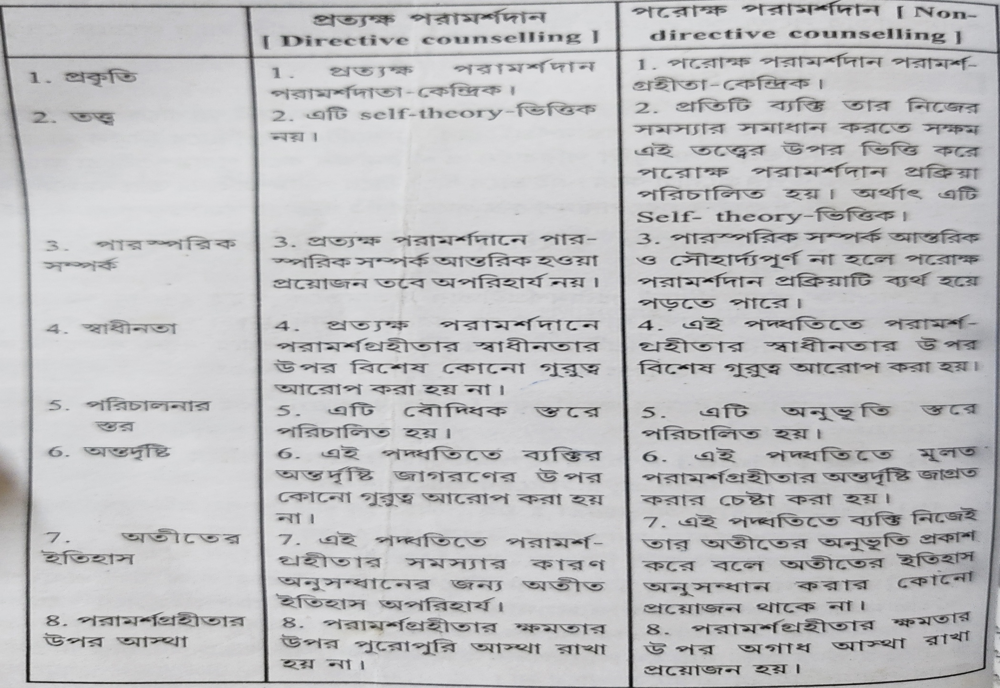 প্রত্যক্ষ পরামর্শদান
[ Directive counselling ]
পরোক্ষ পরামর্শদান [ Non-
directive counselling ]
1. প্রকৃতি
1. প্রত্যক্ষ পরামর্শদান
পরামর্শদাতা-কেন্দ্রিক।
1. পরোক্ষ পরামর্শদান পরামর্শ-
গ্রহীতা-কেন্দ্রিক।
2. তত্ত্ব
2. এটি self-theory-ভিত্তিক
নয়।
2. প্রতিটি ব্যক্তি তার নিজের
সমস্যার সমাধান করতে সক্ষম
এই তত্ত্বের উপর ভিত্তি করে
পরোক্ষ পরামর্শদান প্রক্রিয়া
পরিচালিত হয়। অর্থাৎ এটি
Self- theory-ভিত্তিক।
3. পারস্পরিক
সম্পর্ক
3. প্রত্যক্ষ পরামর্শদানে পার-
স্পরিক সম্পর্ক আন্তরিক হওয়া
প্রয়োজন তবে অপরিহার্য নয়।
3. পারস্পরিক সম্পর্ক আন্তরিক
ও সৌহার্দ্যপূর্ণ না হলে পরোক্ষ
পরামর্শদান প্রক্রিয়াটি ব্যর্থ হয়ে
পড়তে পারে।
4. স্বাধীনতা
4. প্রত্যক্ষ পরামর্শদানে
পরামর্শগ্রহীতার স্বাধীনতার
উপর বিশেষ কোনো গুরুত্ব
আরোপ করা হয় না।
4. এই পদ্ধতিতে পরামর্শ-
গ্রহীতার স্বাধীনতার উপর
বিশেষ গুরুত্ব আরোপ করা হয়।
5. পরিচালনার
স্তর
5. এটি বৌদ্ধিক স্তরে
পরিচালিত হয়।
5. এটি অনুভূতি স্তরে
পরিচালিত হয়।
6. অন্তর্দৃষ্টি
6. এই পদ্ধতিতে ব্যক্তির
অন্তর্দৃষ্টি জাগরণের উপর
কোনো গুরুত্ব আরোপ করা হয়
না।
6. এই পদ্ধতিতে মূলত
পরামর্শগ্রহীতার অন্তর্দৃষ্টি জাগ্রত
করার চেষ্টা করা হয়।
7. অতীতের
ইতিহাস
7. এই পদ্ধতিতে পরামর্শ-
গ্রহীতার সমস্যার কারণ
অনুসন্ধানের জন্য অতীত
ইতিহাস অপরিহার্য।
7. এই পদ্ধতিতে ব্যক্তি নিজেই
তার অতীতের অনুভূতি প্রকাশ
করে বলে অতীতের ইতিহাস
অনুসন্ধান করার কোনো
প্রয়োজন থাকে না।
8. পরামর্শগ্রহীতার
উপর আস্থা
8. পরামর্শগ্রহীতার ক্ষমতার
উপর পুরোপুরি আস্থা রাখা
হয় না।
8. পরামর্শগ্রহীতার ক্ষমতার
উপর অগাধ আস্থা রাখা
প্রয়োজন হয়।